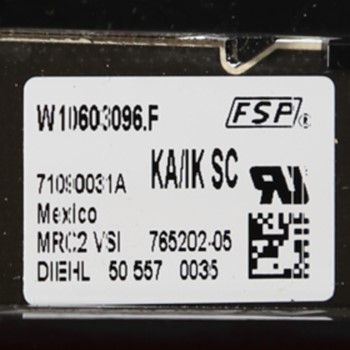 W10603096.F FSP®
71090031A KA/IK SC
Mexico
MRC2 VSI 765202-05
DIEHL 50 557 0035